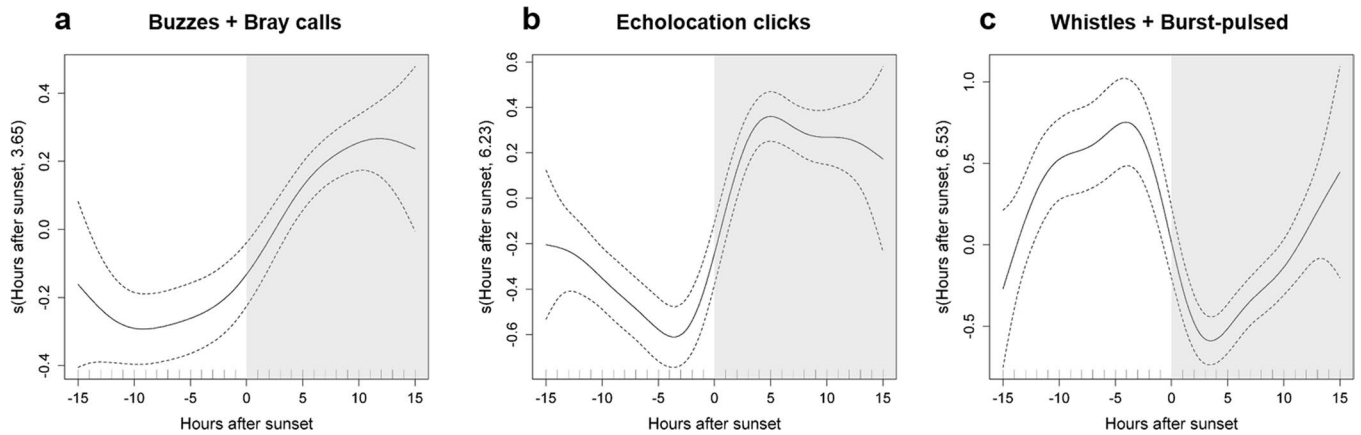 a Buzzes + Bray calls
s(Hours after sunset, 3.65)
0.4
0.2
0.0
-0.2
-0.4
-15 -10 -5 0 5 10 15
Hours after sunset
b Echolocation clicks
s(Hours after sunset, 6.23)
0.6
0.4
0.2
0.0
-0.2
-0.4
-0.6
-15 -10 -5 0 5 10 15
Hours after sunset
c Whistles + Burst-pulsed
s(Hours after sunset, 6.53)
1.0
0.5
0.0
-0.5
-15 -10 -5 0 5 10 15
Hours after sunset